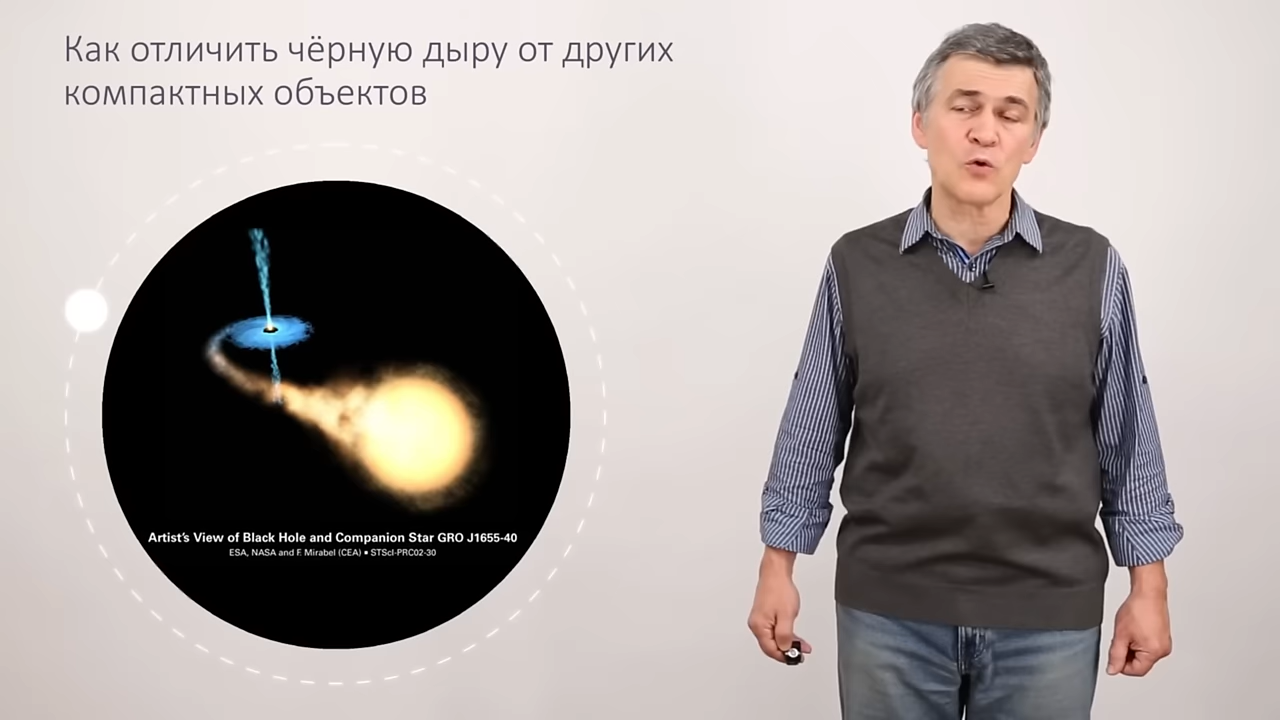 Как отличить чёрную дыру от других
компактных объектов
Artist's View of Black Hole and Companion Star GRO J1655-40
ESA, NASA and F. Mirabel (CEA) ▪ STScI-PRC02-30